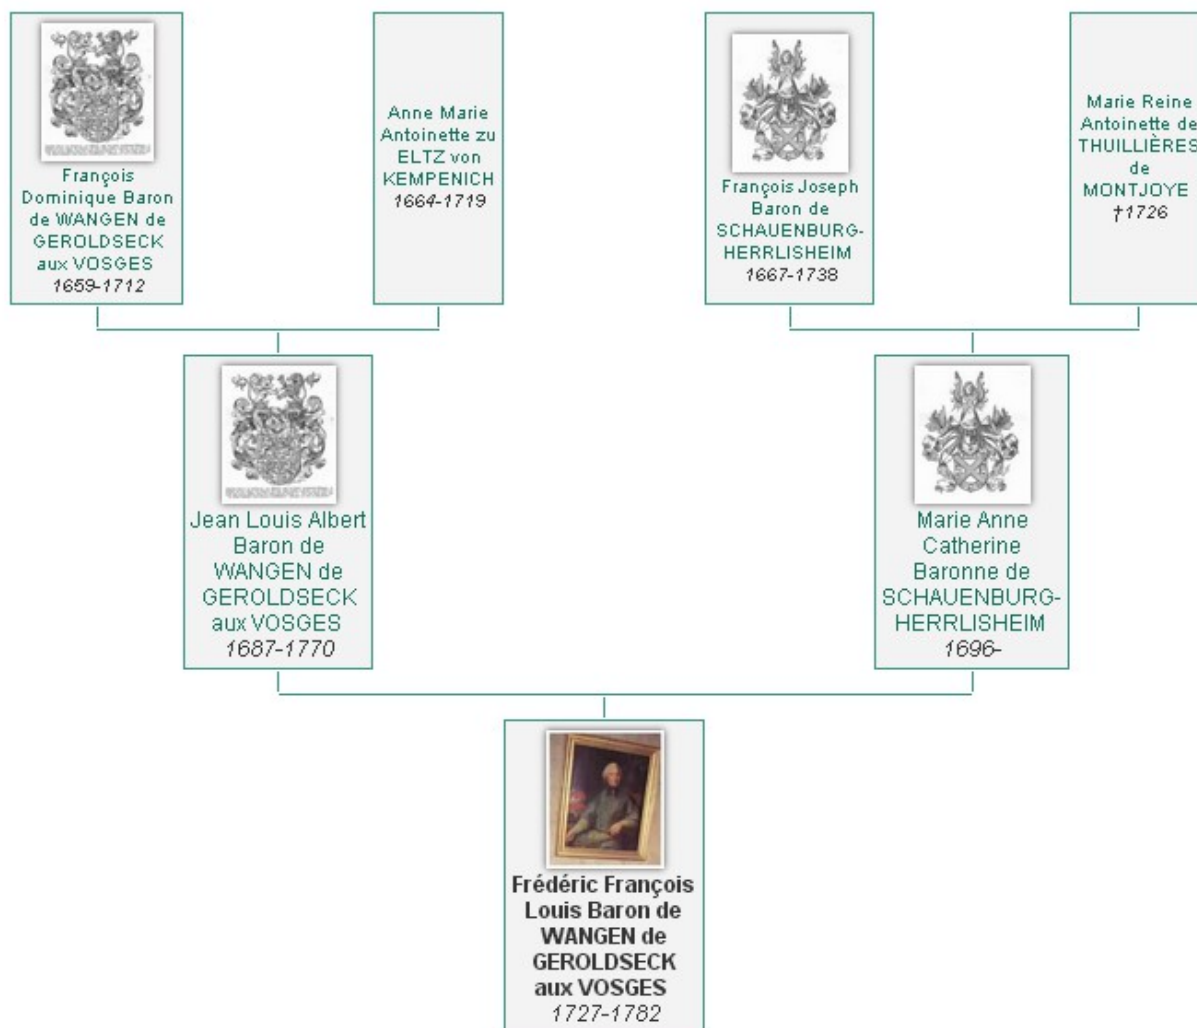 François
Dominique Baron
de WANGEN de
GEROLDSECK
aux VOSGES
1659-1712
Anne Marie
Antoinette zu
ELTZ von
KEMPENICH
1664-1719
François Joseph
Baron de
SCHAUENBURG-
HERRLISHEIM
1667-1738
Marie Reine
Antoinette de
THUILLIÈRES
de
MONTJOYE
†1726
Jean Louis Albert
Baron de
WANGEN de
GEROLDSECK
aux VOSGES
1687-1770
Marie Anne
Catherine
Baronne de
SCHAUENBURG-
HERRLISHEIM
1696-
Frédéric François
Louis Baron de
WANGEN de
GEROLDSECK
aux VOSGES
1727-1782